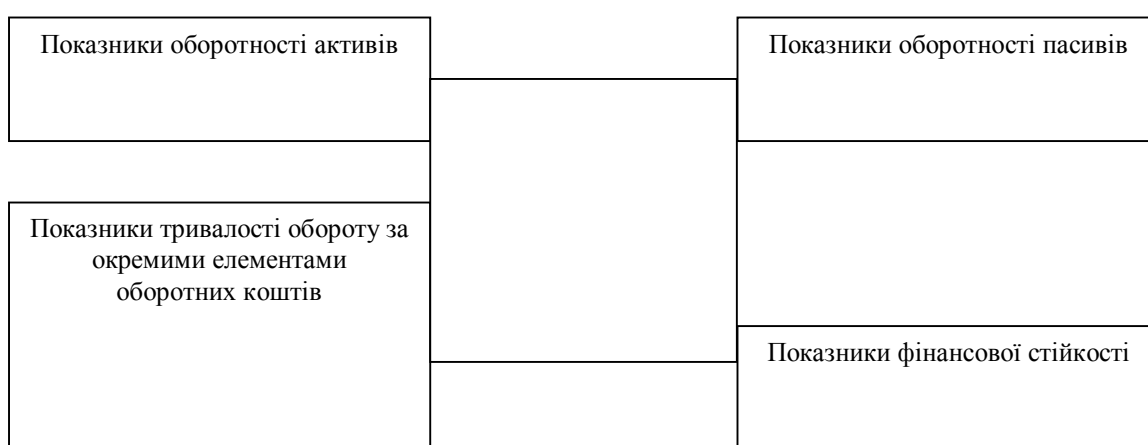 Показники оборотності активів
Показники оборотності пасивів
Показники тривалості обороту за
окремими елементами
оборотних коштів
Показники фінансової стійкості